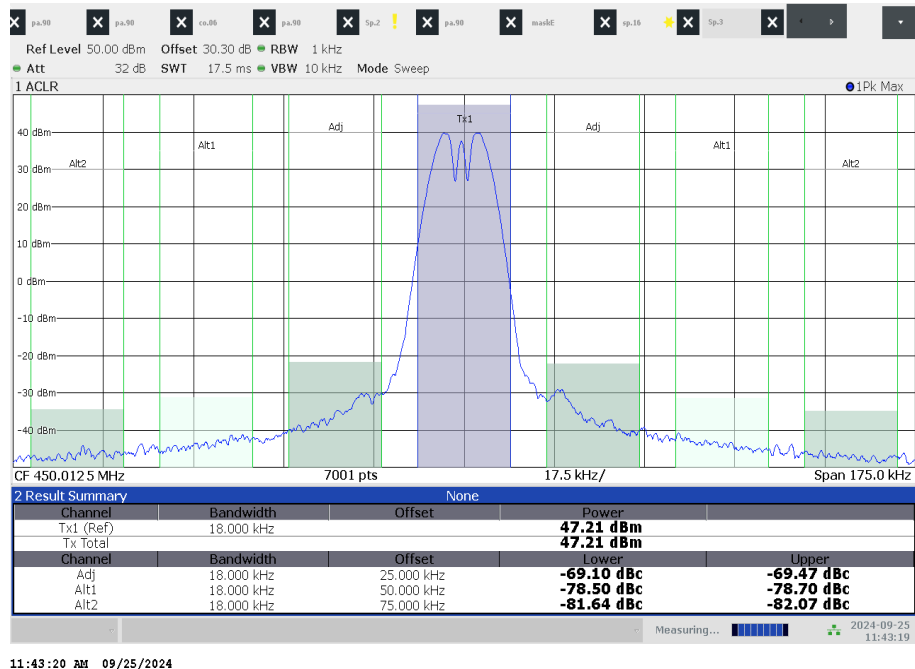 pa.90 pa.90 co.06 pa.90 Sp.2 pa.90 maskE sp.16 Sp.3
Ref Level 50.00 dBm Offset 30.30 dB RBW 1 kHz
Att 32 dB SWT 17.5 ms VBW 10 kHz Mode Sweep
1 ACLR 1Pk Max
Tx1
Adj Adj
40 dBm
Alt1 Alt1
Alt2 Alt2
30 dBm
20 dBm
10 dBm
0 dBm
-10 dBm
-20 dBm
-30 dBm
-40 dBm
CF 450.0125 MHz 7001 pts 17.5 kHz/ Span 175.0 kHz
2 Result Summary None
Channel Bandwidth Offset Power
Tx1 (Ref) 18.000 kHz 47.21 dBm
Tx Total 47.21 dBm
Channel Bandwidth Offset Lower Upper
Adj 18.000 kHz 25.000 kHz -69.10 dBc -69.47 dBc
Alt1 18.000 kHz 50.000 kHz -78.50 dBc -78.70 dBc
Alt2 18.000 kHz 75.000 kHz -81.64 dBc -82.07 dBc
Measuring... 2024-09-25
11:43:19
11:43:20 AM 09/25/2024